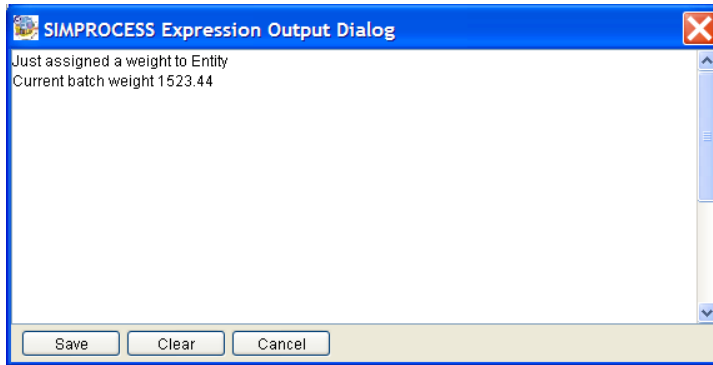 SIMPROCESS Expression Output Dialog
Just assigned a weight to Entity
Current batch weight 1523.44
Save Clear Cancel